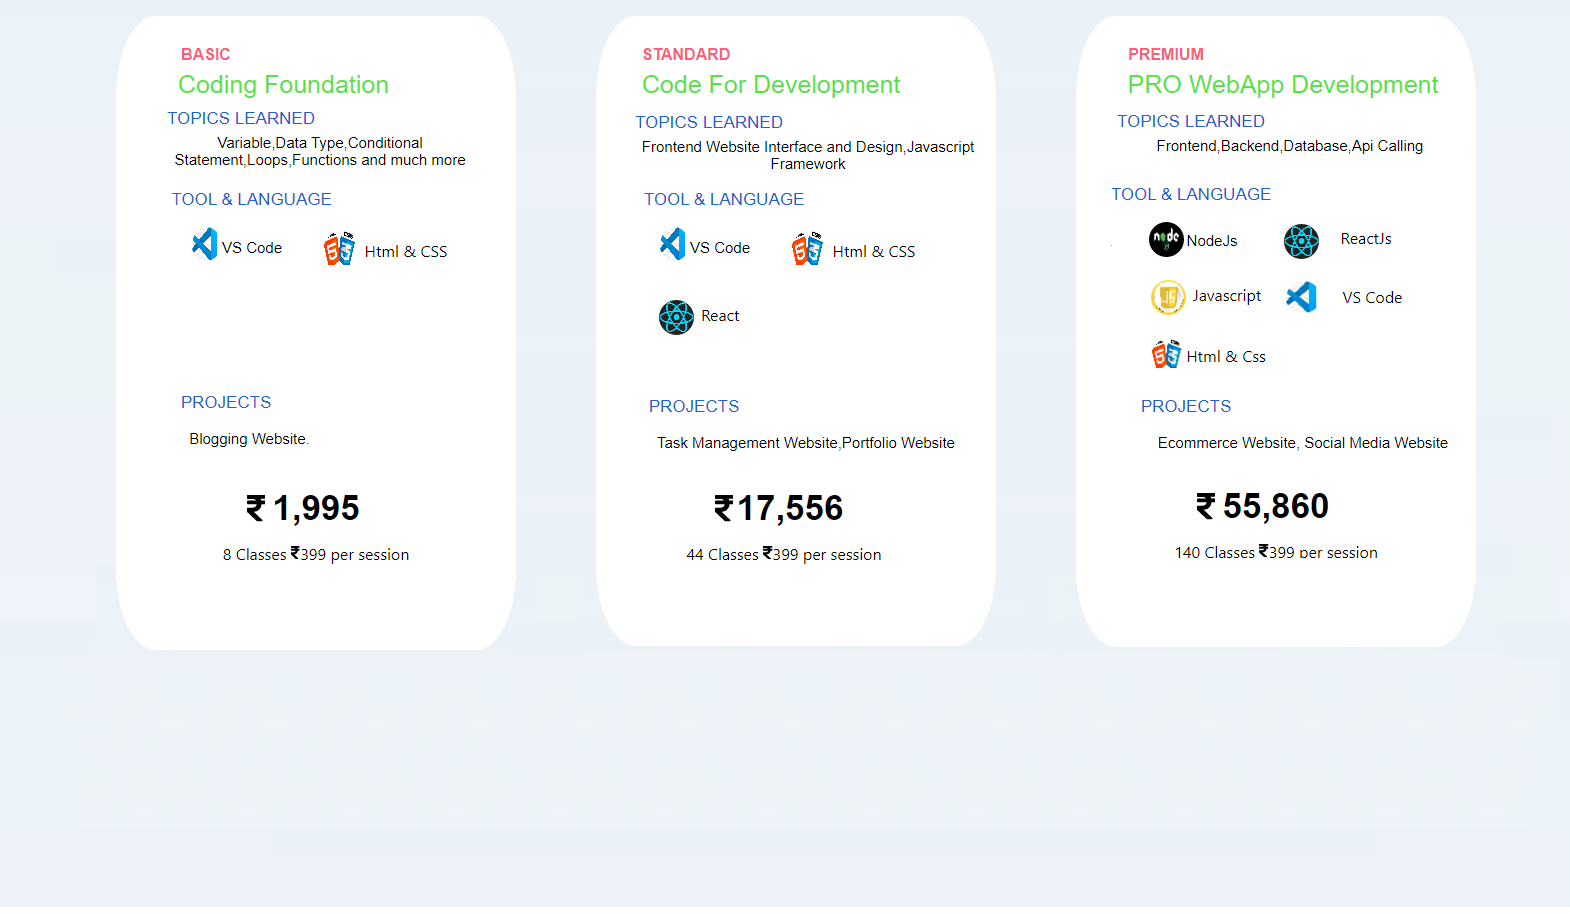 BASIC
Coding Foundation
TOPICS LEARNED
Variable,Data Type,Conditional
Statement,Loops,Functions and much more
TOOL & LANGUAGE
VS Code
Html & CSS
PROJECTS
Blogging Website.
₹ 1,995
8 Classes ₹399 per session
STANDARD
Code For Development
TOPICS LEARNED
Frontend Website Interface and Design,Javascript
Framework
TOOL & LANGUAGE
VS Code
Html & CSS
React
PROJECTS
Task Management Website,Portfolio Website
₹17,556
44 Classes ₹399 per session
PREMIUM
PRO WebApp Development
TOPICS LEARNED
Frontend,Backend,Database,Api Calling
TOOL & LANGUAGE
node
NodeJs
ReactJs
JS
Javascript
VS Code
Html & Css
PROJECTS
Ecommerce Website, Social Media Website
₹ 55,860
140 Classes ₹399 per session